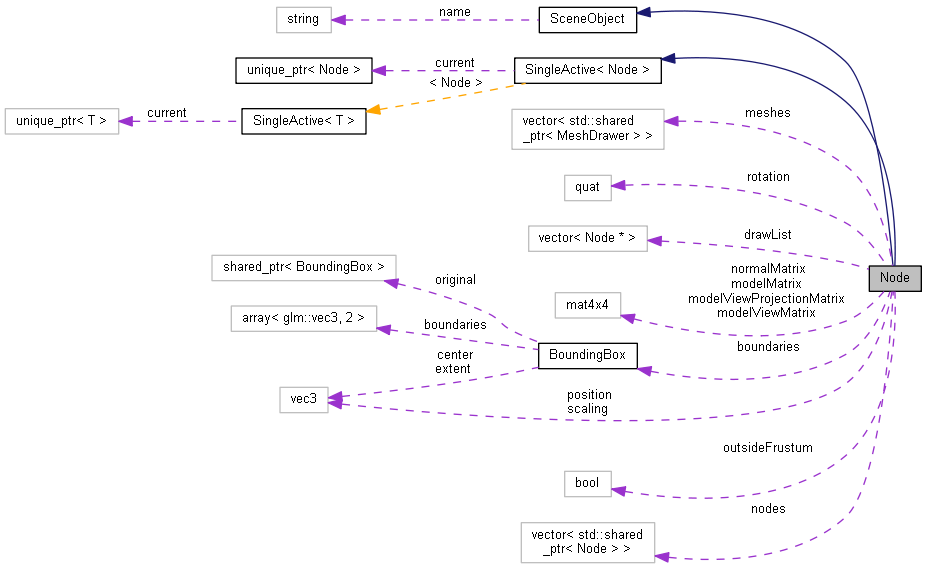 string
name
SceneObject
unique_ptr< Node >
current
SingleActive< Node >
< Node >
unique_ptr< T >
current
SingleActive< T >
vector< std::shared
_ptr< MeshDrawer > >
meshes
quat
rotation
vector< Node * >
drawList
Node
shared_ptr< BoundingBox >
original
mat4x4
normalMatrix
modelMatrix
modelViewProjectionMatrix
modelViewMatrix
array< glm::vec3, 2 >
boundaries
BoundingBox
boundaries
center
extent
vec3
position
scaling
bool
outsideFrustum
vector< std::shared
_ptr< Node > >
nodes